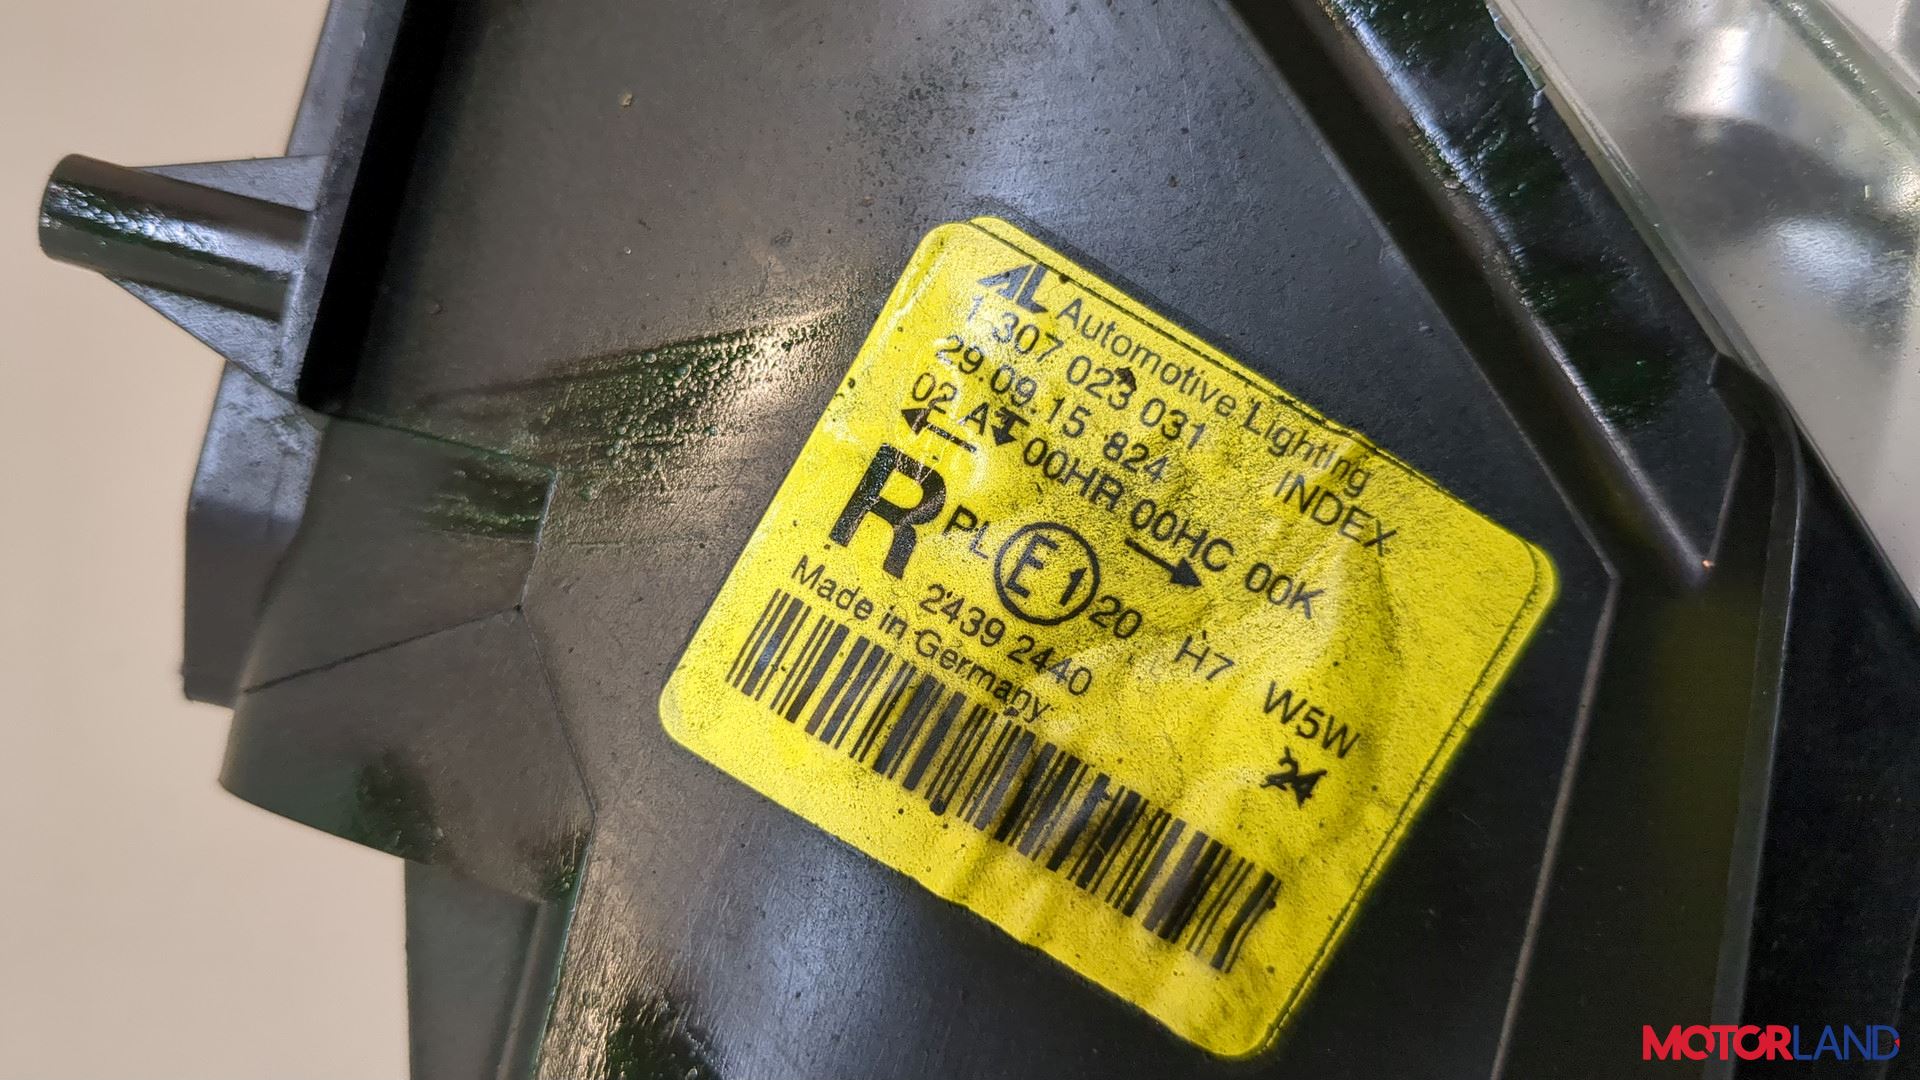 AL Automotive Lighting
1 307 023 031 INDEX
29.09.15 824
02 A 00HR 00HC 00K
R PL E1 20 H7 W5W
2439 2440 24
Made in Germany
MOTORLAND